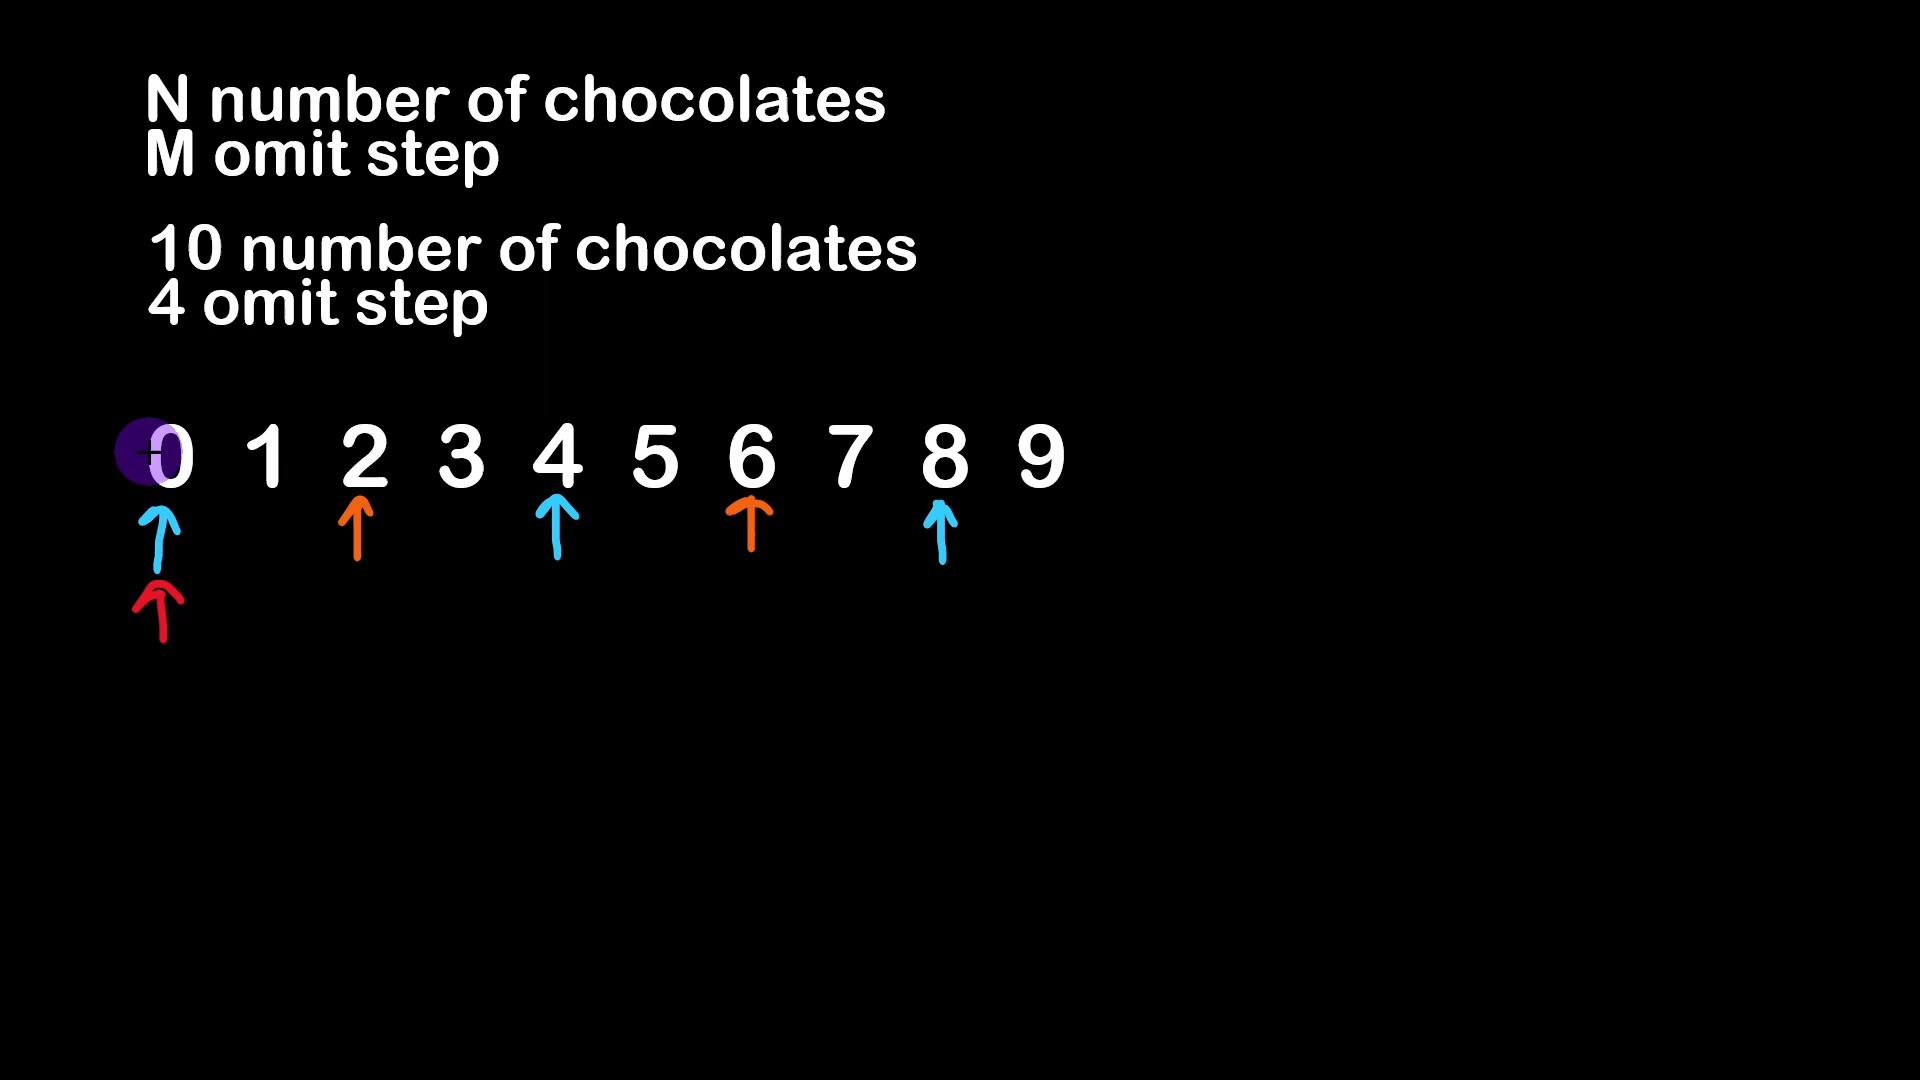 N number of chocolates
M omit step
10 number of chocolates
4 omit step
0 1 2 3 4 5 6 7 8 9